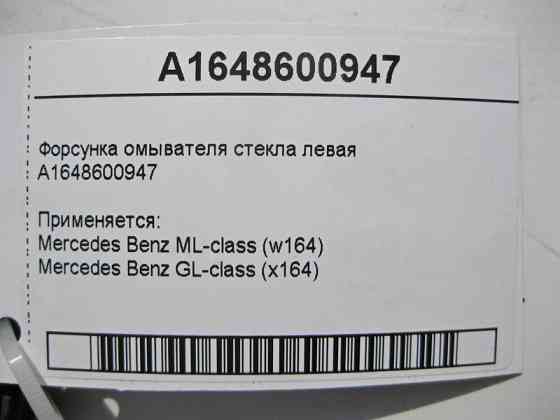 A1648600947
Форсунка омывателя стекла левая
A1648600947
Применяется:
Mercedes Benz ML-class (w164)
Mercedes Benz GL-class (x164)